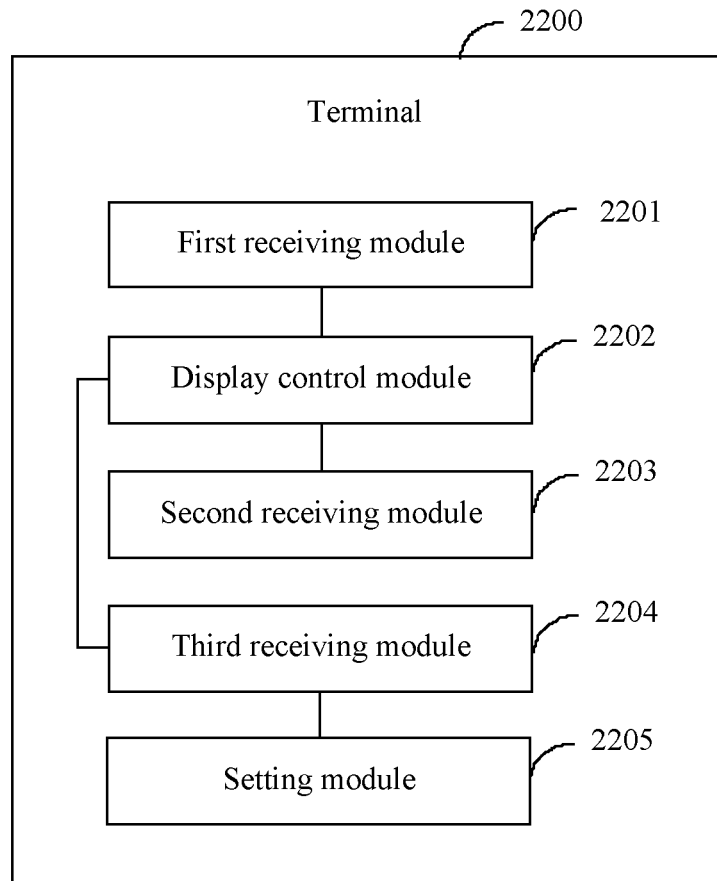 2200
Terminal
2201
First receiving module
2202
Display control module
2203
Second receiving module
2204
Third receiving module
2205
Setting module